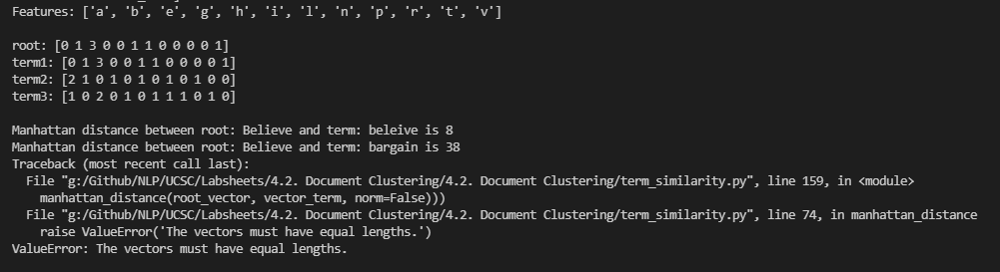 Features: ['a', 'b', 'e', 'g', 'h', 'i', 'l', 'n', 'p', 'r', 't', 'v']
root: [0 1 3 0 0 1 1 0 0 0 0 1]
term1: [0 1 3 0 0 1 1 0 0 0 0 1]
term2: [2 1 0 1 0 1 0 1 0 1 0 0]
term3: [1 0 2 0 1 0 1 1 1 0 1 0]
Manhattan distance between root: Believe and term: beleive is 8
Manhattan distance between root: Believe and term: bargain is 38
Traceback (most recent call last):
File "g:/Github/NLP/UCSC/Labsheets/4.2. Document Clustering/4.2. Document Clustering/term_similarity.py", line 159, in <module>
manhattan_distance(root_vector, vector_term, norm=False)))
File "g:/Github/NLP/UCSC/Labsheets/4.2. Document Clustering/4.2. Document Clustering/term_similarity.py", line 74, in manhattan_distance
raise ValueError('The vectors must have equal lengths.')
ValueError: The vectors must have equal lengths.